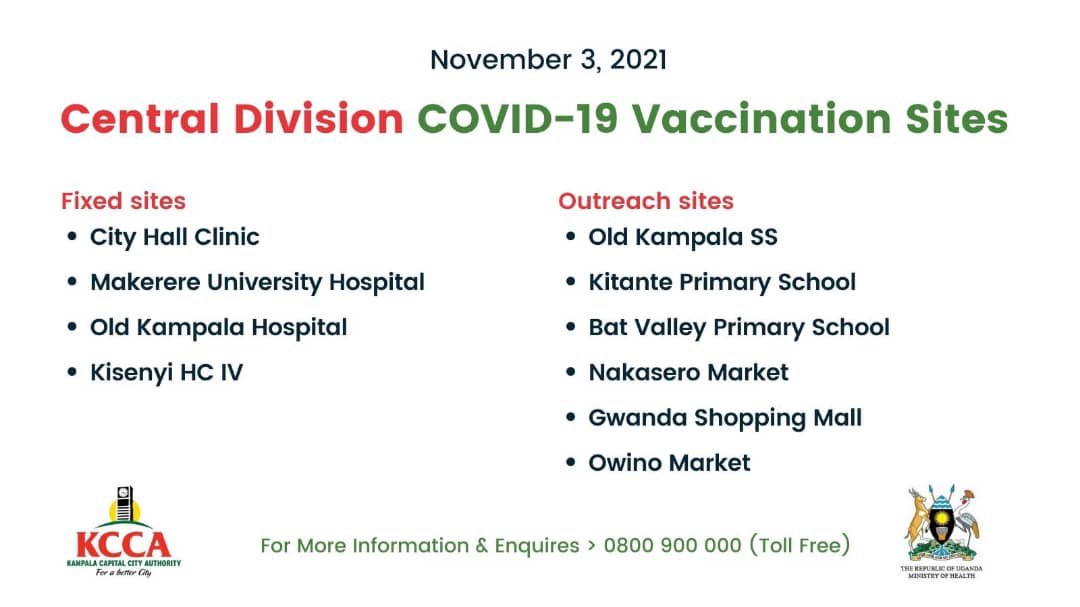 November 3, 2021
Central Division COVID-19 Vaccination Sites
Fixed sites
• City Hall Clinic
• Makerere University Hospital
• Old Kampala Hospital
• Kisenyi HC IV
Outreach sites
• Old Kampala SS
• Kitante Primary School
• Bat Valley Primary School
• Nakasero Market
• Gwanda Shopping Mall
• Owino Market
KCCA
KAMPALA CAPITAL CITY AUTHORITY
For a better City
For More Information & Enquires > 0800 900 000 (Toll Free)
THE REPUBLIC OF UGANDA
MINISTRY OF HEALTH